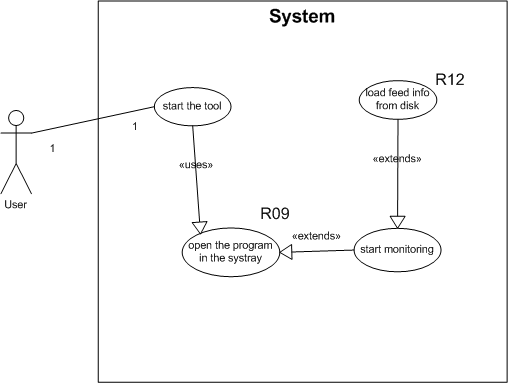 System
R12
load feed info
from disk
start the tool
1
1
User
«uses»
«extends»
R09
«extends»
open the program
in the systray
start monitoring